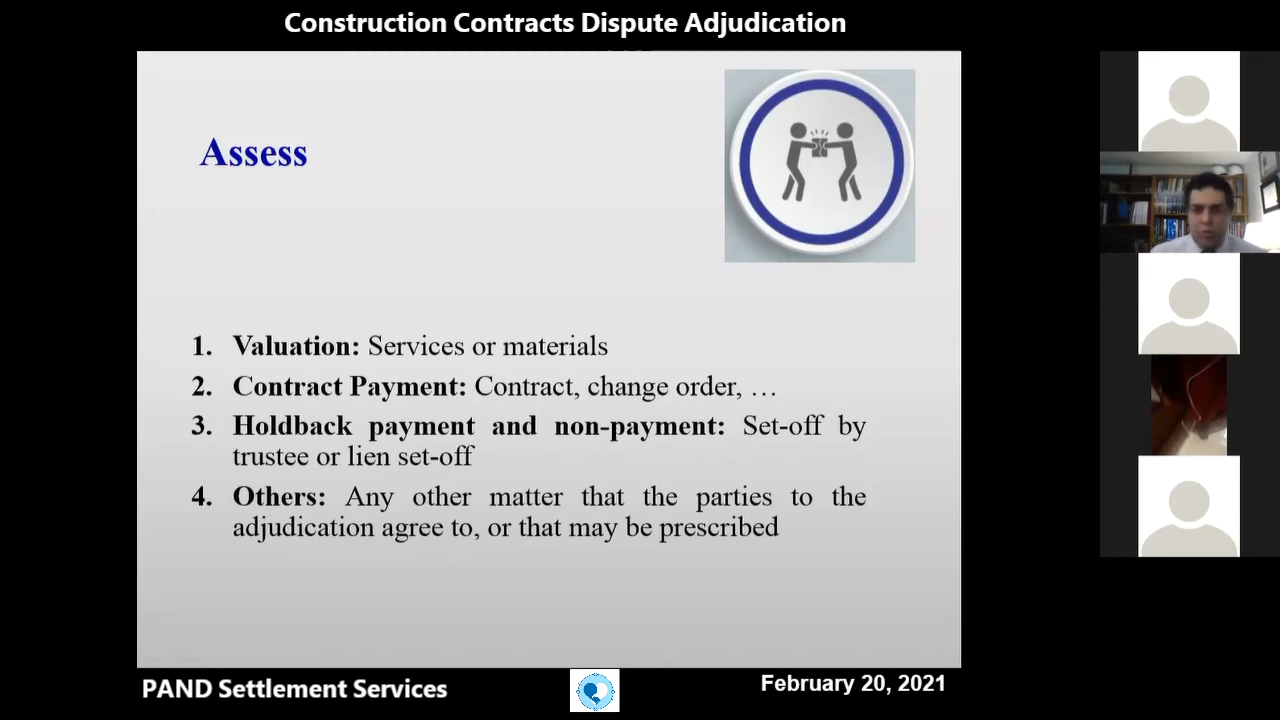 Construction Contracts Dispute Adjudication
Assess
1. Valuation: Services or materials
2. Contract Payment: Contract, change order, …
3. Holdback payment and non-payment: Set-off by
trustee or lien set-off
4. Others: Any other matter that the parties to the
adjudication agree to, or that may be prescribed
PAND Settlement Services
February 20, 2021